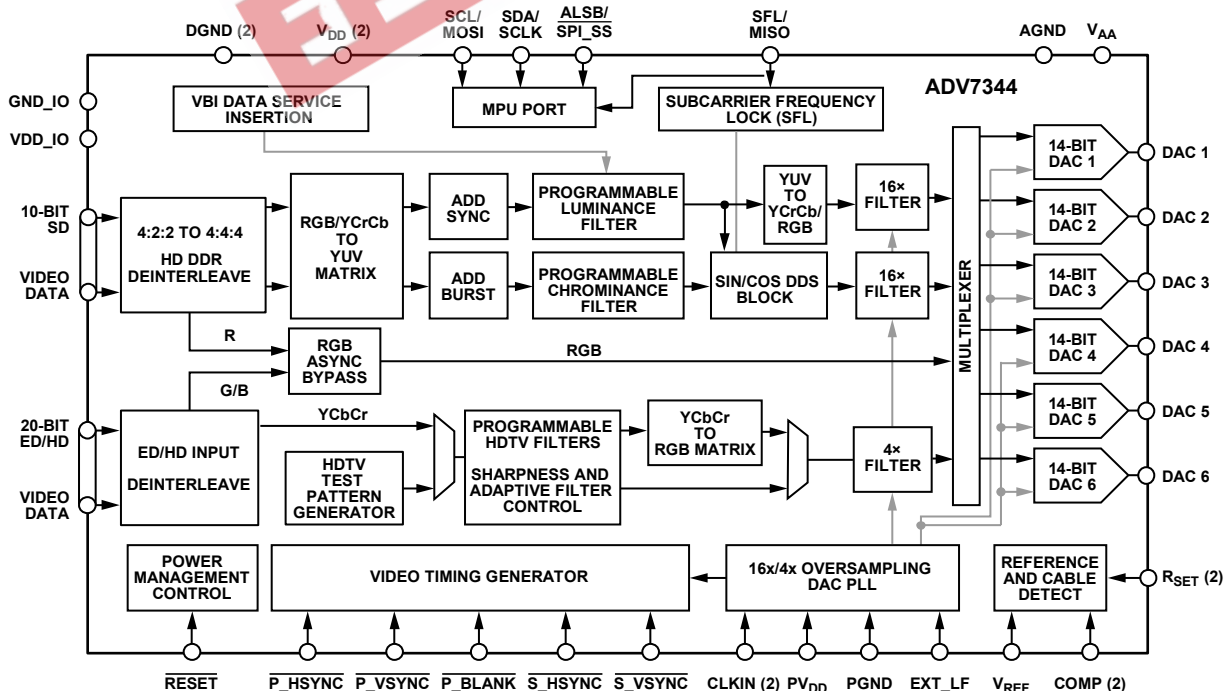 DGND (2)
VDD (2)
SCL/
MOSI
SDA/
SCLK
ALSB/
SPI_SS
SFL/
MISO
AGND
VAA
GND_IO
VDD_IO
ADV7344
VBI DATA SERVICE
INSERTION
MPU PORT
SUBCARRIER FREQUENCY
LOCK (SFL)
10-BIT
SD
VIDEO
DATA
4:2:2 TO 4:4:4
HD DDR
DEINTERLEAVE
RGB/YCrCb
TO
YUV
MATRIX
ADD
SYNC
PROGRAMMABLE
LUMINANCE
FILTER
YUV
TO
YCrCb/
RGB
16×
FILTER
ADD
BURST
PROGRAMMABLE
CHROMINANCE
FILTER
SIN/COS DDS
BLOCK
16×
FILTER
MULTIPLEXER
14-BIT
DAC 1
DAC 1
14-BIT
DAC 2
DAC 2
14-BIT
DAC 3
DAC 3
14-BIT
DAC 4
DAC 4
14-BIT
DAC 5
DAC 5
14-BIT
DAC 6
DAC 6
R
G/B
RGB
ASYNC
BYPASS
RGB
20-BIT
ED/HD
VIDEO
DATA
ED/HD INPUT
DEINTERLEAVE
YCbCr
HDTV
TEST
PATTERN
GENERATOR
PROGRAMMABLE
HDTV FILTERS
SHARPNESS AND
ADAPTIVE FILTER
CONTROL
YCbCr
TO
RGB MATRIX
4×
FILTER
POWER
MANAGEMENT
CONTROL
VIDEO TIMING GENERATOR
16x/4x OVERSAMPLING
DAC PLL
REFERENCE
AND CABLE
DETECT
RSET (2)
RESET
P_HSYNC
P_VSYNC
P_BLANK
S_HSYNC
S_VSYNC
CLKIN (2)
PVDD
PGND
EXT_LF
VREF
COMP (2)